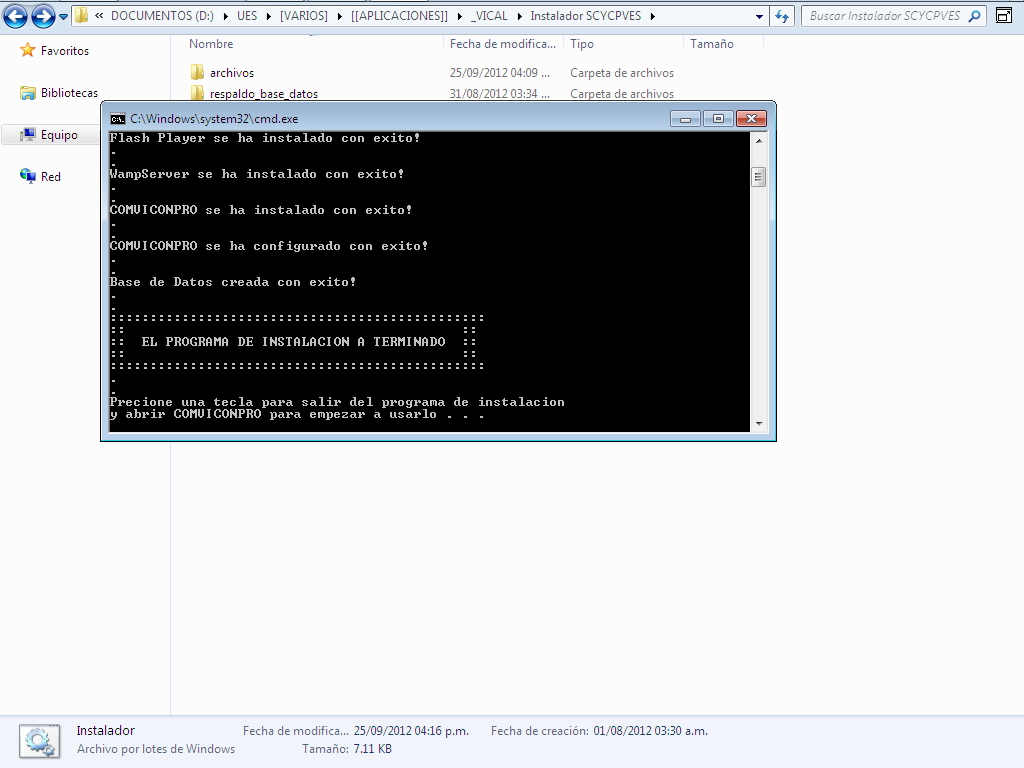 « DOCUMENTOS (D:) ▸ UES ▸ [VARIOS] ▸ [[APLICACIONES]] ▸ _VICAL ▸ Instalador SCYCPVES ▸
Buscar Instalador SCYCPVES
Nombre Fecha de modifica... Tipo Tamaño
Favoritos
Bibliotecas
Equipo
Red
archivos 25/09/2012 04:09 ... Carpeta de archivos
respaldo_base_datos 31/08/2012 03:34 ... Carpeta de archivos
C:\Windows\system32\cmd.exe
Flash Player se ha instalado con exito!
.
.
WampServer se ha instalado con exito!
.
.
COMVICONPRO se ha instalado con exito!
.
.
COMVICONPRO se ha configurado con exito!
.
.
Base de Datos creada con exito!
.
.
:::::::::::::::::::::::::::::::::::::::::::::::
:: ::
:: EL PROGRAMA DE INSTALACION A TERMINADO ::
:: ::
:::::::::::::::::::::::::::::::::::::::::::::::
.
.
Precione una tecla para salir del programa de instalacion
y abrir COMVICONPRO para empezar a usarlo . . .
Instalador Fecha de modifica... 25/09/2012 04:16 p.m. Fecha de creación: 01/08/2012 03:30 a.m.
Archivo por lotes de Windows Tamaño: 7.11 KB